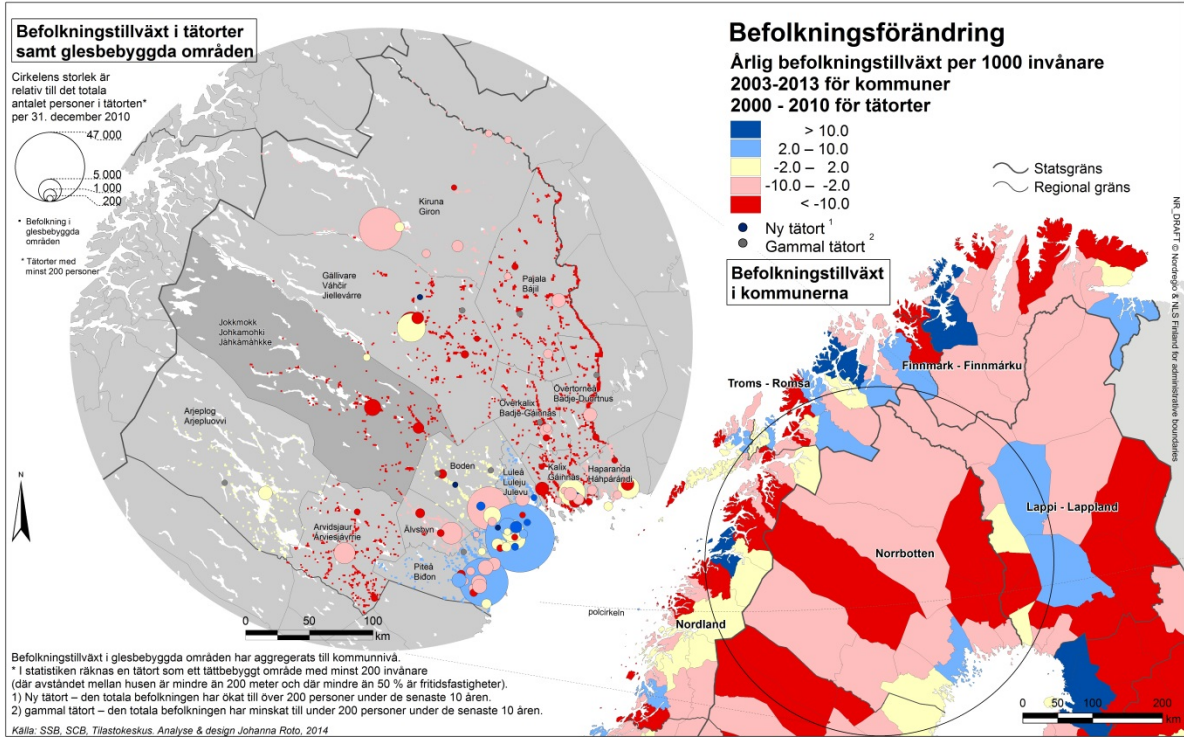 Befolkningstillväxt i tätorter
samt glesbebyggda områden
Cirkelens storlek är
relativ till det totala
antalet personer i tätorten*
per 31. december 2010
47.000
5.000
1.000
200
* Befolkning i
glesbebyggda
områden
* Tätorter med
minst 200 personer
N
Kiruna
Giron
Gällivare
Váhčir
Jiellevárre
Pajala
Bájil
Jokkmokk
Johkamohki
Jåhkåmåhkke
Arjeplog
Arjepluovvi
Överkalix
Badje-Gáinnas
Övertorneå
Badje-Duortnus
Boden
Luleå
Luleju
Julevu
Kalix
Gáinnas
Haparanda
Háhpárándi
Arvidsjaur
Árviesjávrrie
Älvsbyn
Piteå
Bidon
0 50 100
km
Befolkningsförändring
Årlig befolkningstillväxt per 1000 invånare
2003-2013 för kommuner
2000 - 2010 för tätorter
> 10.0
2.0 – 10.0
-2.0 – 2.0
-10.0 – -2.0
< -10.0
Ny tätort 1
Gammal tätort 2
Statsgräns
Regional gräns
Befolkningstillväxt
i kommunerna
Troms - Romsa
Finnmark - Finnmárku
Lappi - Lappland
Norrbotten
Nordland
polcirkeln
0 50 100 200
km
NR_DRAFT © Nordregio & NLS Finland for administrative boundaries
Befolkningstillväxt i glesbebyggda områden har aggregerats till kommunnivå.
* I statistiken räknas en tätort som ett tättbebyggt område med minst 200 invånare
(där avståndet mellan husen är mindre än 200 meter och där mindre än 50 % är fritidsfastigheter).
1) Ny tätort – den totala befolkningen har ökat till över 200 personer under de senaste 10 åren.
2) gammal tätort – den totala befolkningen har minskat till under 200 personer under de senaste 10 åren.
Källa: SSB, SCB, Tilastokeskus. Analyse & design Johanna Roto, 2014